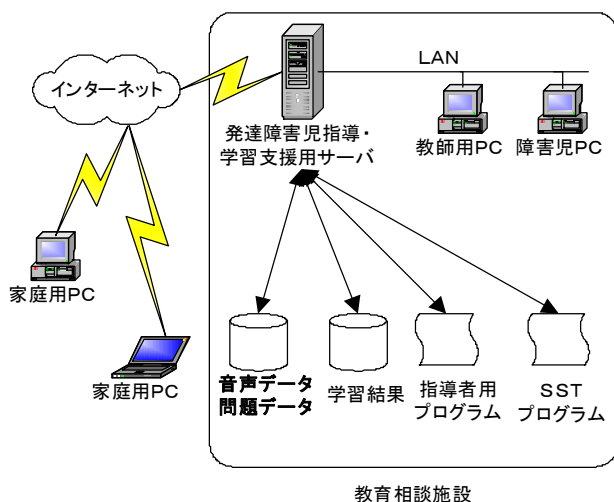 インターネット
LAN
発達障害児指導・
学習支援用サーバ
教師用PC
障害児PC
家庭用PC
家庭用PC
音声データ
問題データ
学習結果
指導者用
プログラム
SST
プログラム
教育相談施設